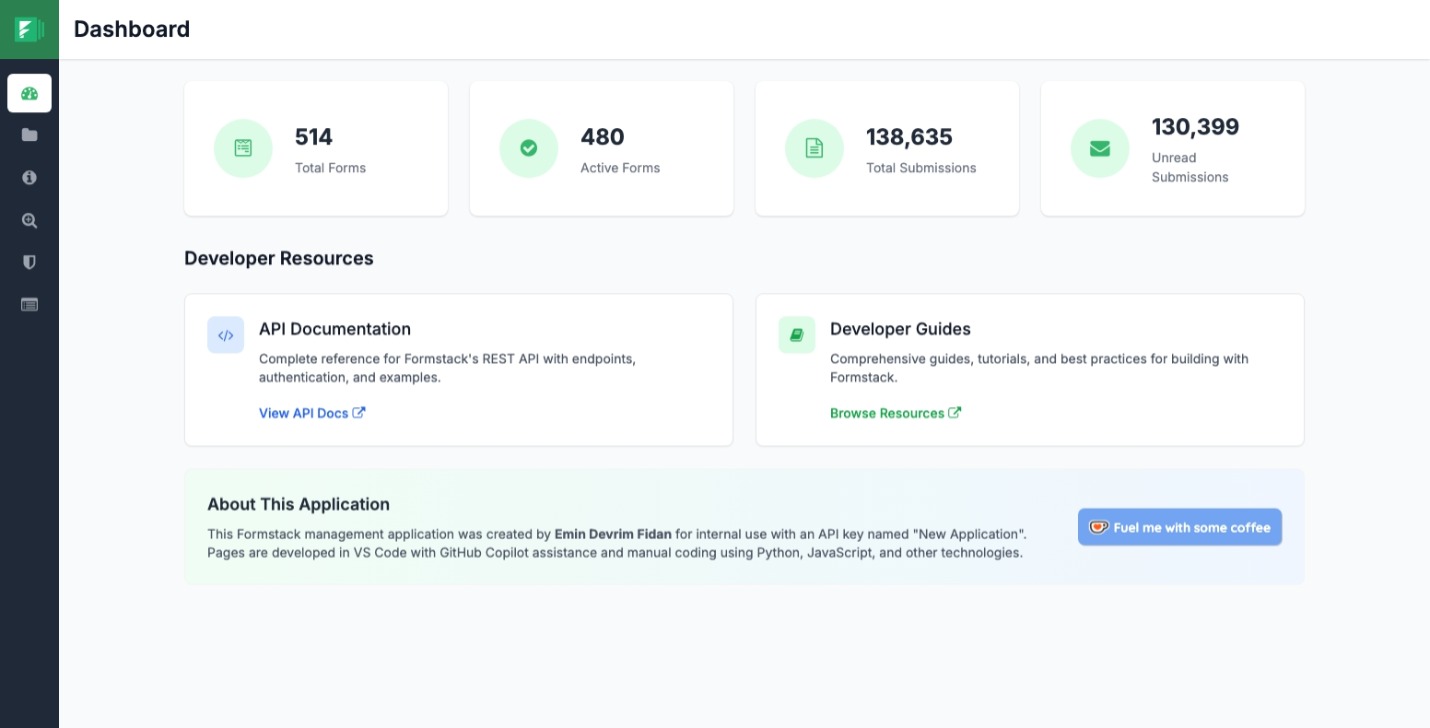 Dashboard
514
Total Forms
480
Active Forms
138,635
Total Submissions
130,399
Unread
Submissions
Developer Resources
API Documentation
Complete reference for Formstack's REST API with endpoints,
authentication, and examples.
View API Docs
Developer Guides
Comprehensive guides, tutorials, and best practices for building with
Formstack.
Browse Resources
About This Application
This Formstack management application was created by Emin Devrim Fidan for internal use with an API key named "New Application".
Pages are developed in VS Code with GitHub Copilot assistance and manual coding using Python, JavaScript, and other technologies.
Fuel me with some coffee